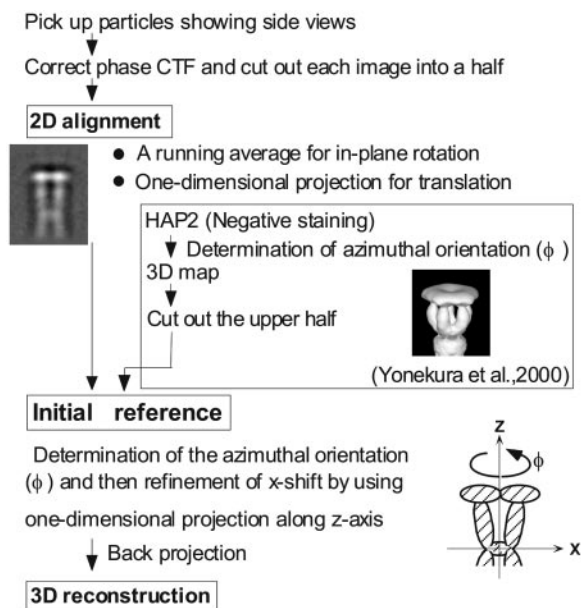 Pick up particles showing side views
Correct phase CTF and cut out each image into a half
2D alignment
● A running average for in-plane rotation
● One-dimensional projection for translation
HAP2 (Negative staining)
Determination of azimuthal orientation (ϕ )
3D map
Cut out the upper half
(Yonekura et al.,2000)
Initial reference
Determination of the azimuthal orientation
(ϕ ) and then refinement of x-shift by using
one-dimensional projection along z-axis
Back projection
3D reconstruction
Z
ϕ
X